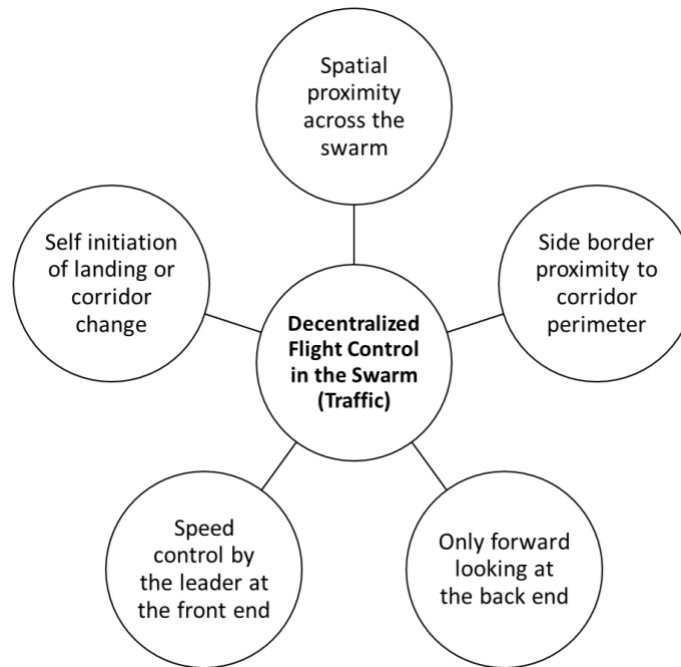 Spatial
proximity
across the
swarm
Self initiation
of landing or
corridor
change
Side border
proximity to
corridor
perimeter
Decentralized
Flight Control
in the Swarm
(Traffic)
Speed
control by
the leader at
the front end
Only forward
looking at
the back end